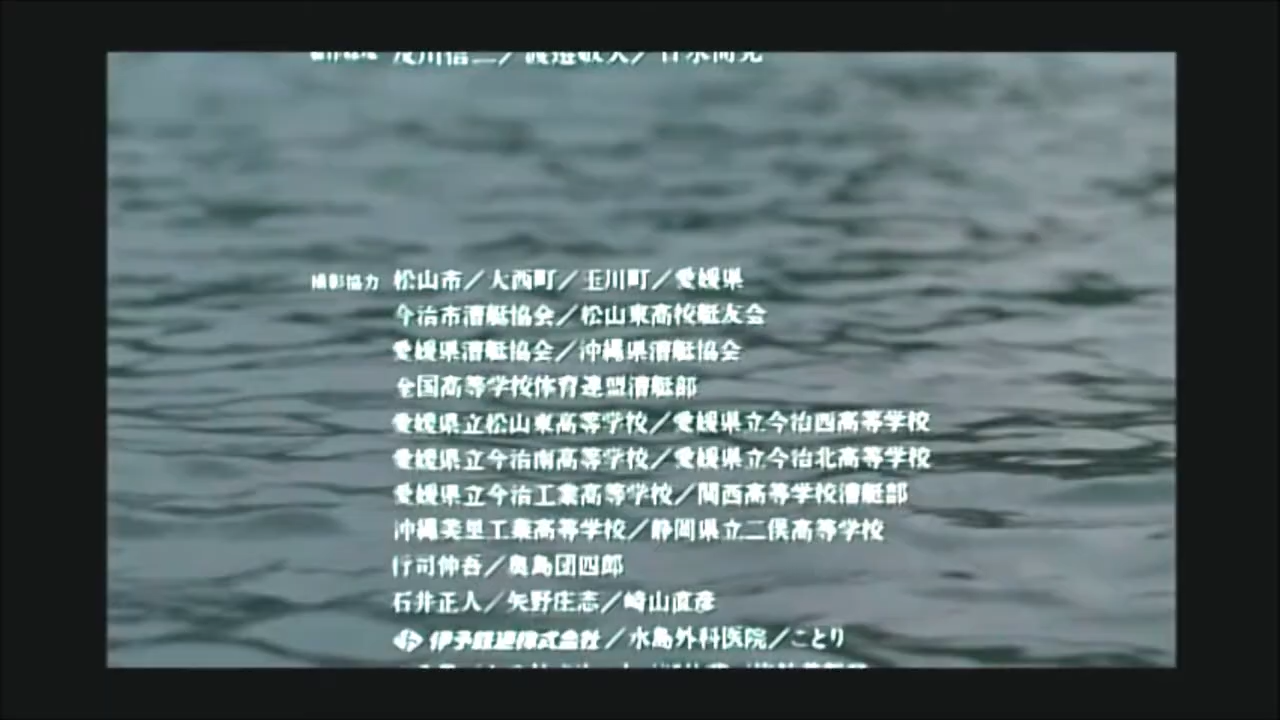 撮影協力 松山市／大西町／玉川町／愛媛県
今治市漕艇協会／松山東高校艇友会
愛媛県漕艇協会／沖縄県漕艇協会
全国高等学校体育連盟漕艇部
愛媛県立松山東高等学校／愛媛県立今治西高等学校
愛媛県立今治南高等学校／愛媛県立今治北高等学校
愛媛県立今治工業高等学校／関西高等学校漕艇部
沖縄美里工業高等学校／静岡県立二俣高等学校
行司伸吾／奥島団四郎
石井正人／矢野庄志／崎山直彦
伊予鉄道株式会社／水島外科医院／ことり